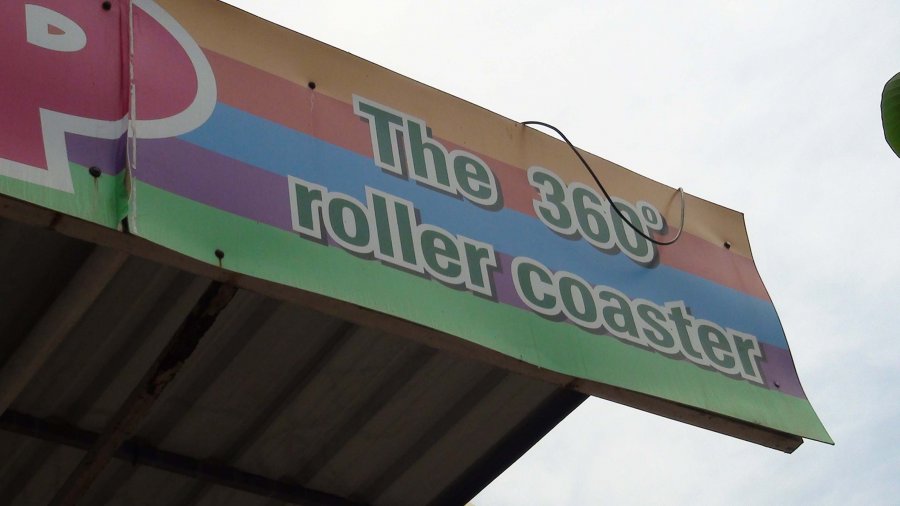 P
The 360°
roller coaster